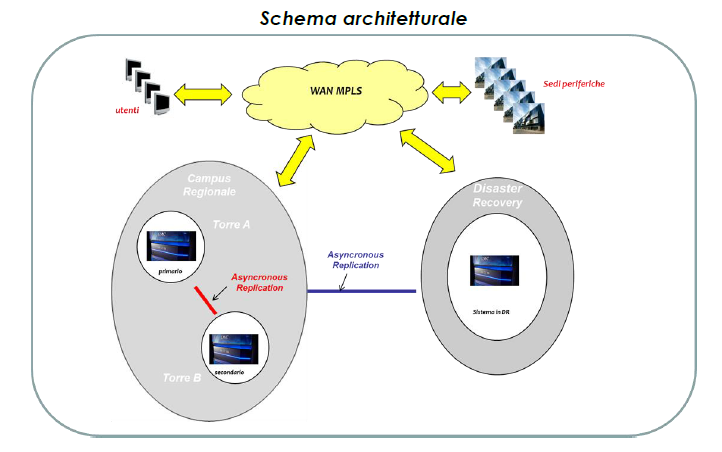 Schema architetturale
WAN MPLS
utenti
Sedi periferiche
Campus
Regionale
Torre A
primario
Asyncronous
Replication
secondario
Torre B
Asyncronous
Replication
Disaster
Recovery
Sistema in DR